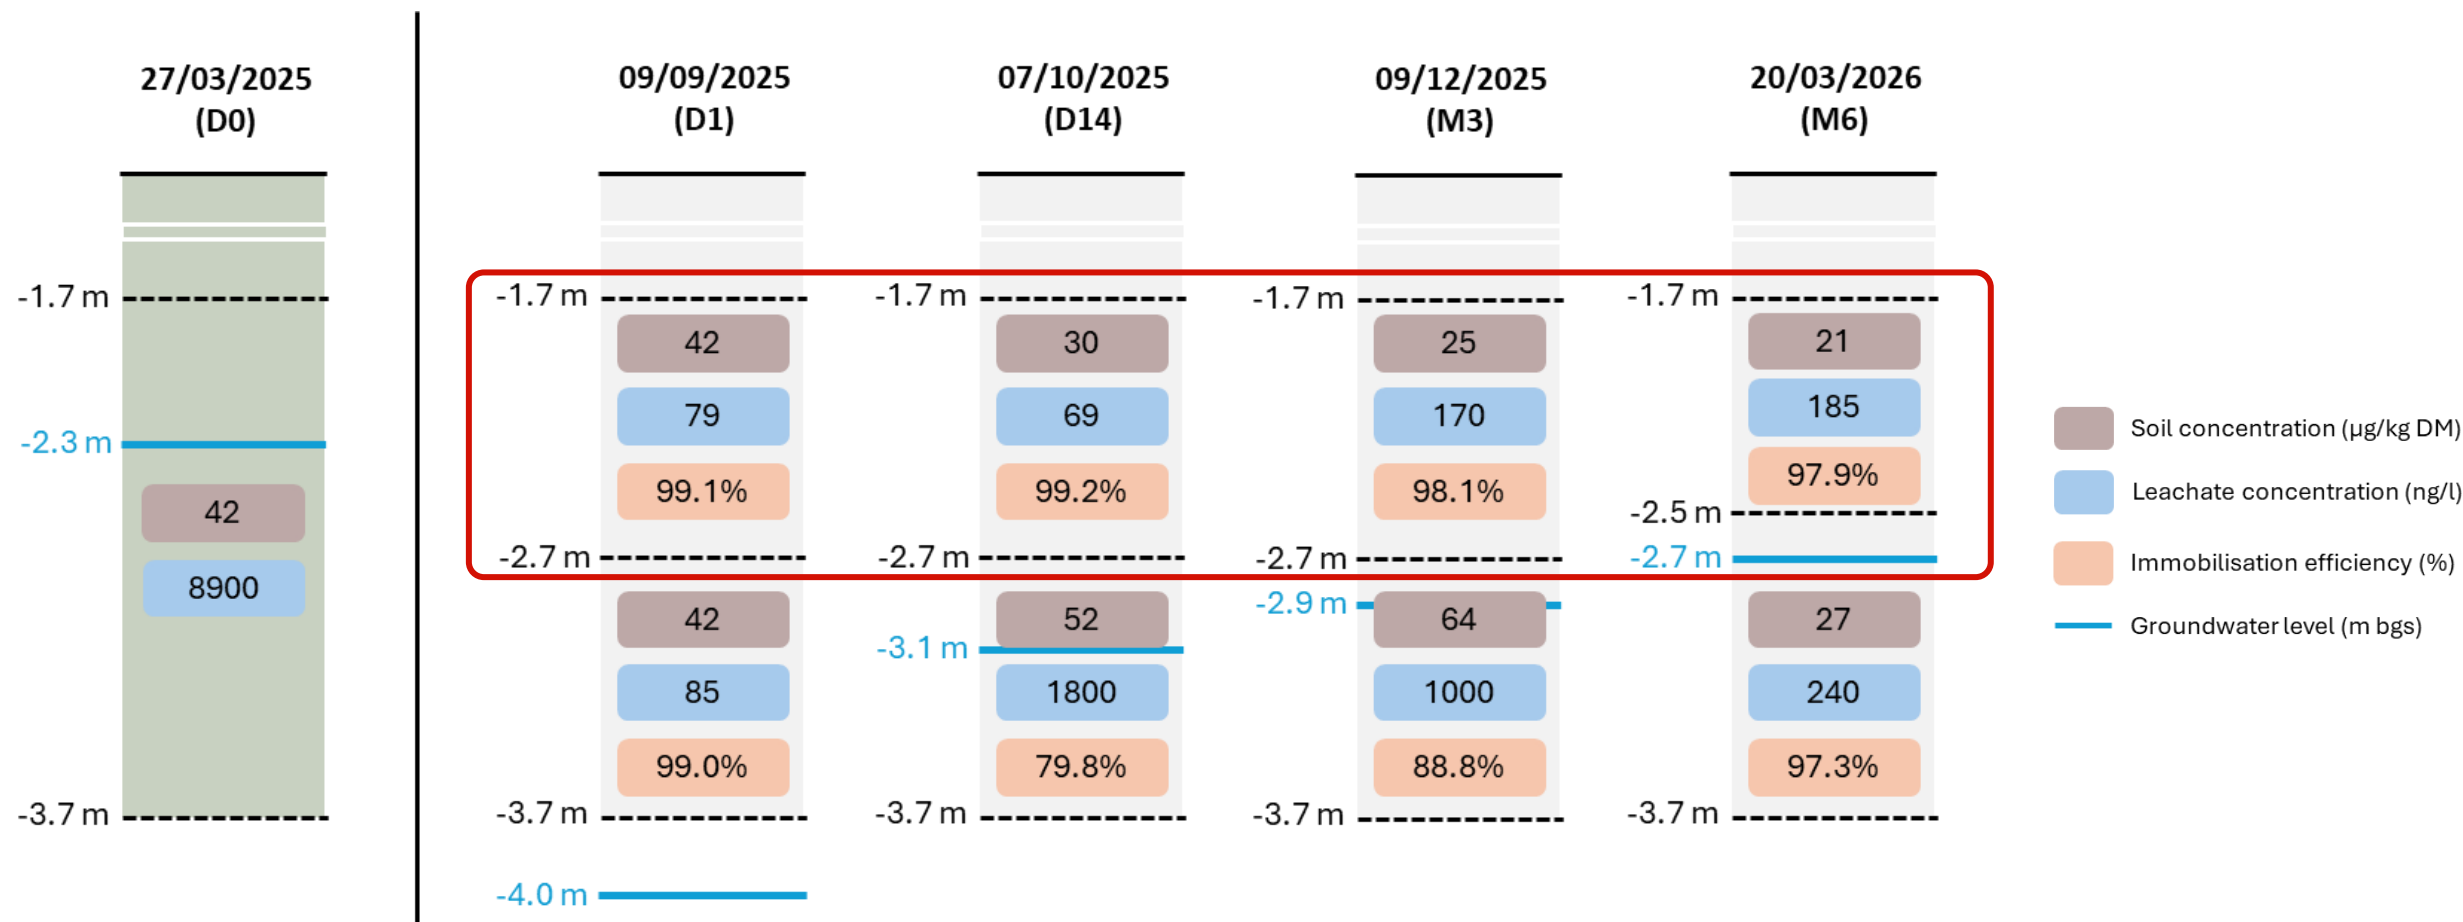 27/03/2025
(D0)
-1.7 m
-2.3 m
42
8900
-3.7 m
09/09/2025
(D1)
-1.7 m
42
79
99.1%
-2.7 m
42
85
99.0%
-3.7 m
-4.0 m
07/10/2025
(D14)
-1.7 m
30
69
99.2%
-2.7 m
52
-3.1 m
1800
79.8%
-3.7 m
09/12/2025
(M3)
-1.7 m
25
170
98.1%
-2.7 m
-2.9 m
64
1000
88.8%
-3.7 m
20/03/2026
(M6)
-1.7 m
21
185
97.9%
-2.5 m
-2.7 m
27
240
97.3%
-3.7 m
Soil concentration (µg/kg DM)
Leachate concentration (ng/l)
Immobilisation efficiency (%)
Groundwater level (m bgs)